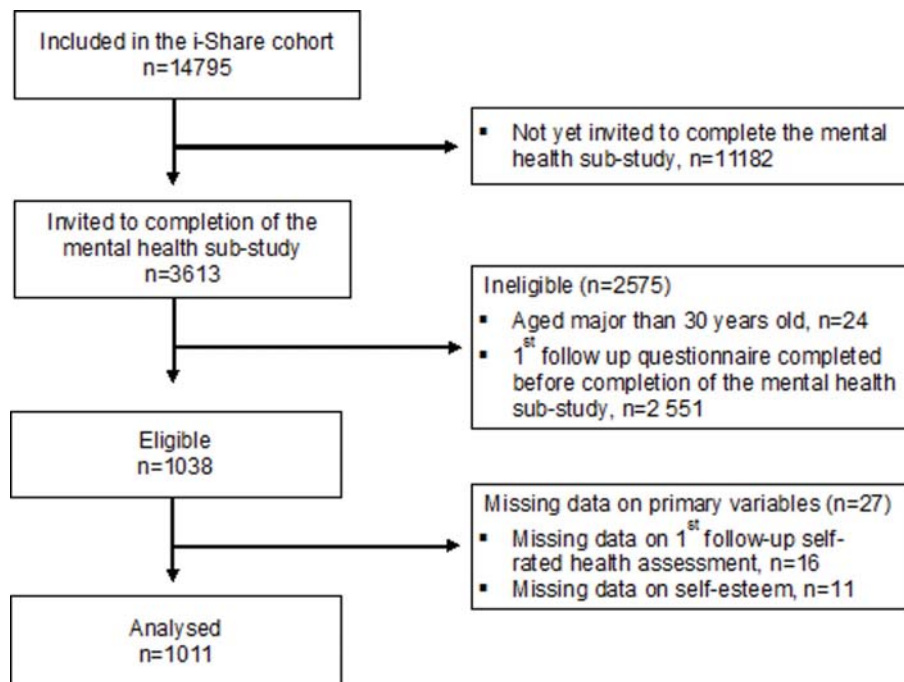 Included in the i-Share cohort
n=14795
▪ Not yet invited to complete the mental
health sub-study, n=11182
Invited to completion of the
mental health sub-study
n=3613
Ineligible (n=2575)
▪ Aged major than 30 years old, n=24
▪ 1st follow up questionnaire completed
before completion of the mental health
sub-study, n=2 551
Eligible
n=1038
Missing data on primary variables (n=27)
▪ Missing data on 1st follow-up self-
rated health assessment, n=16
▪ Missing data on self-esteem, n=11
Analysed
n=1011